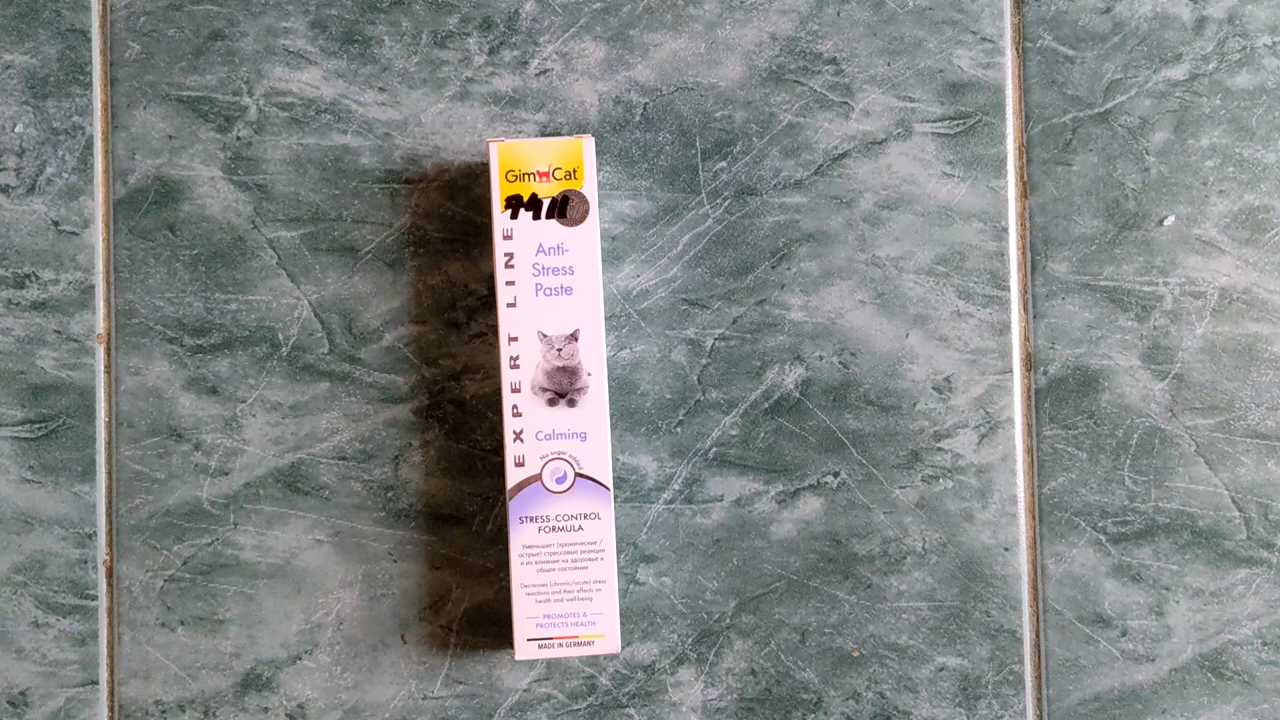 GimCat
EXPERT LINE
Anti-
Stress
Paste
Calming
No sugar added
STRESS-CONTROL
FORMULA
Уменьшает (хронические /
острые) стрессовые реакции
и их влияние на здоровье и
общее состояние
Decreases (chronic/acute) stress
reactions and their effects on
health and well-being
PROMOTES &
PROTECTS HEALTH
MADE IN GERMANY